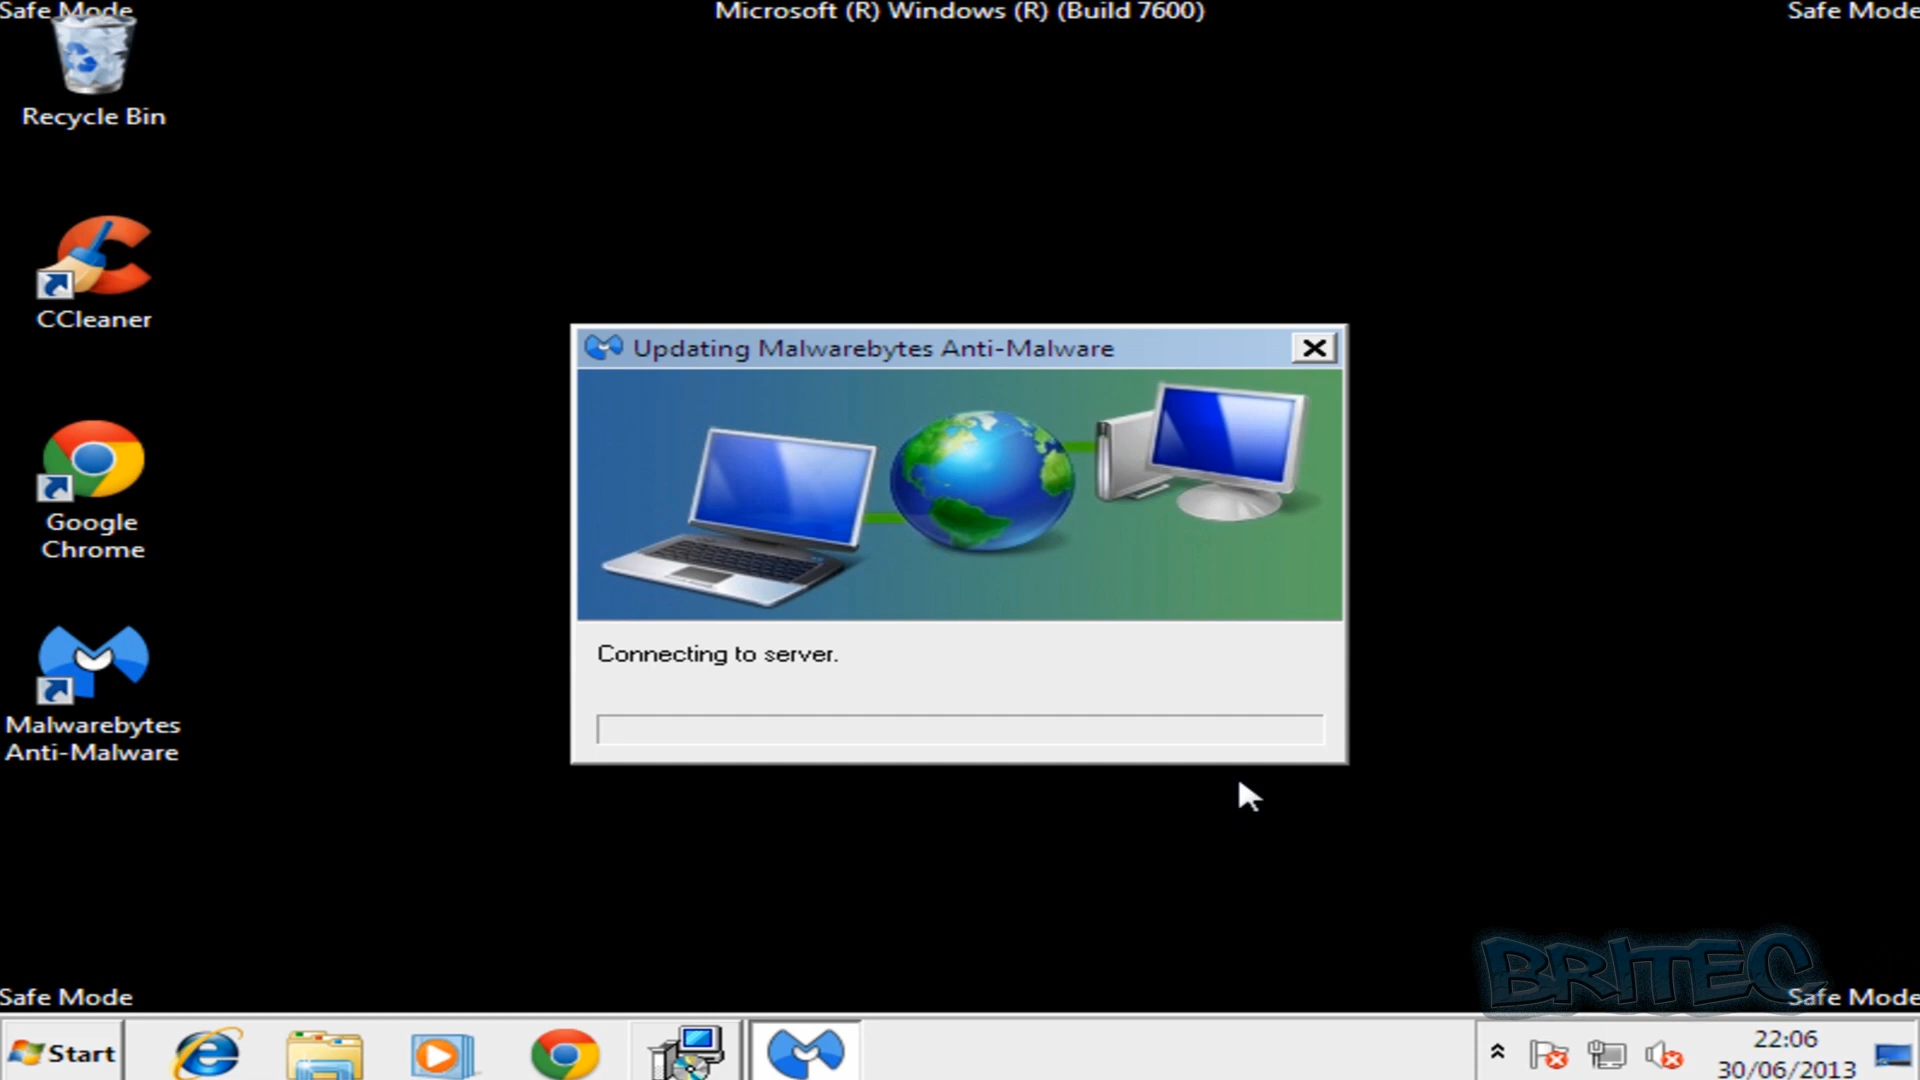 Safe Mode
Microsoft (R) Windows (R) (Build 7600)
Safe Mode
Recycle Bin
CCleaner
Google
Chrome
Malwarebytes
Anti-Malware
Updating Malwarebytes Anti-Malware
Connecting to server.
BRITEC
Safe Mode
Safe Mode
Start
22:06
30/06/2013